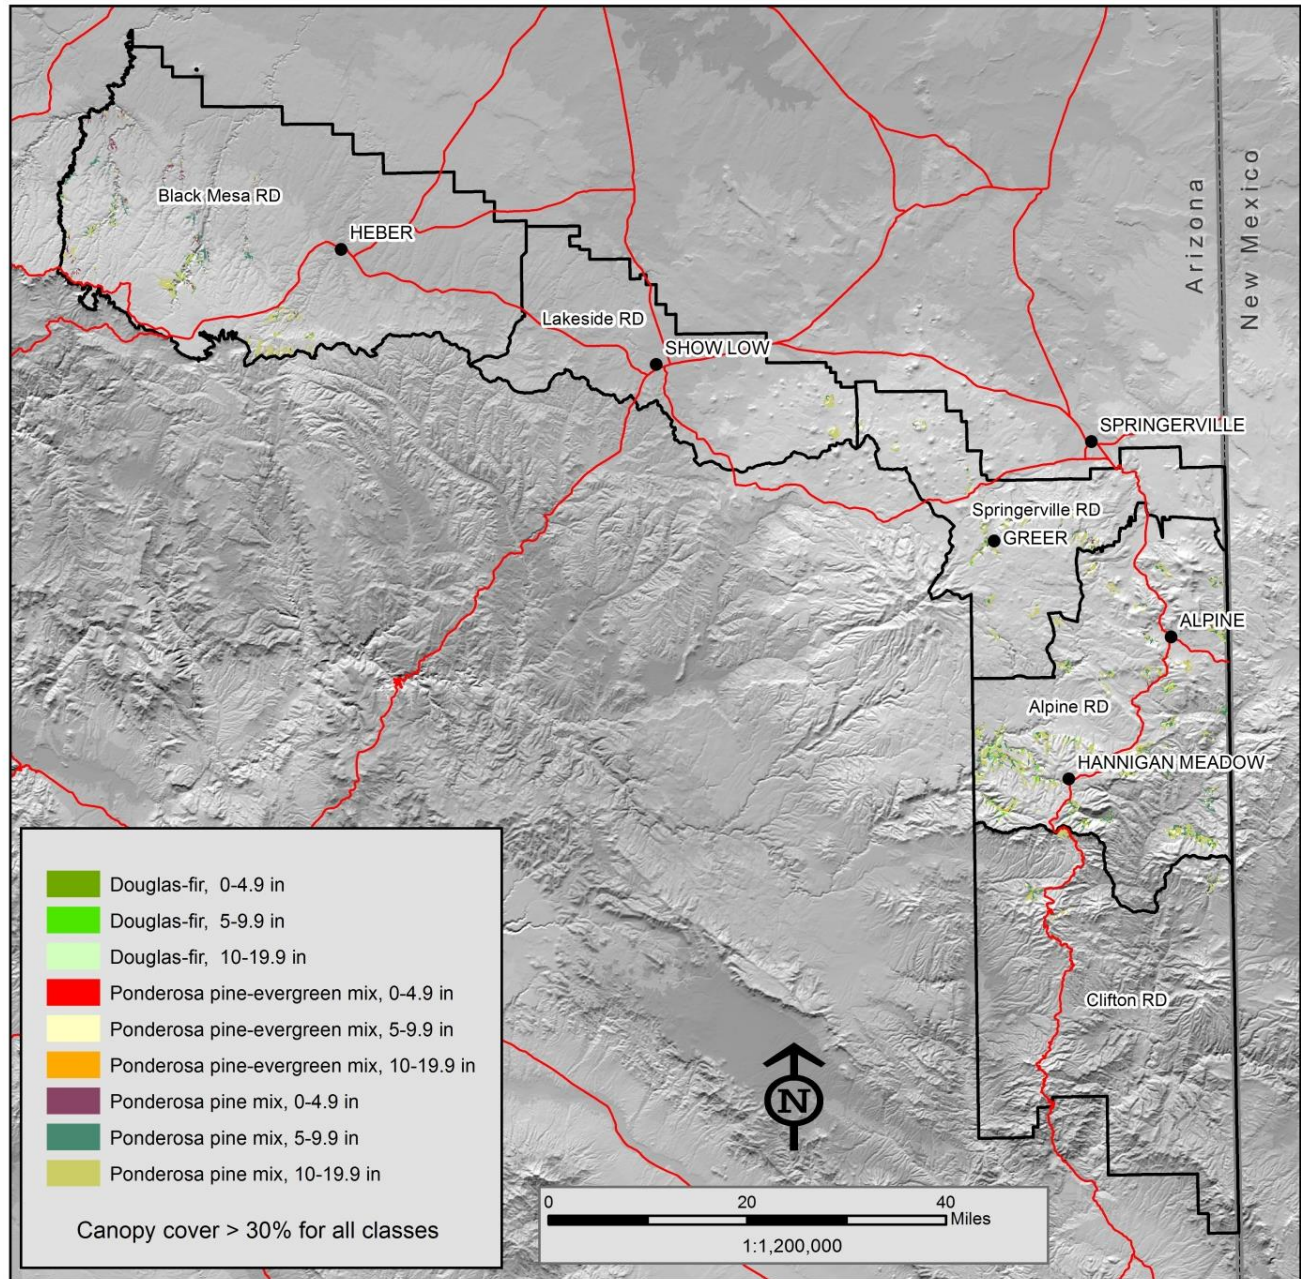 Black Mesa RD
HEBER
Lakeside RD
SHOW LOW
Arizona
New Mexico
SPRINGERVILLE
Springerville RD
GREER
ALPINE
Alpine RD
HANNIGAN MEADOW
Clifton RD
Douglas-fir, 0-4.9 in
Douglas-fir, 5-9.9 in
Douglas-fir, 10-19.9 in
Ponderosa pine-evergreen mix, 0-4.9 in
Ponderosa pine-evergreen mix, 5-9.9 in
Ponderosa pine-evergreen mix, 10-19.9 in
Ponderosa pine mix, 0-4.9 in
Ponderosa pine mix, 5-9.9 in
Ponderosa pine mix, 10-19.9 in
Canopy cover > 30% for all classes
N
0 20 40
Miles
1:1,200,000